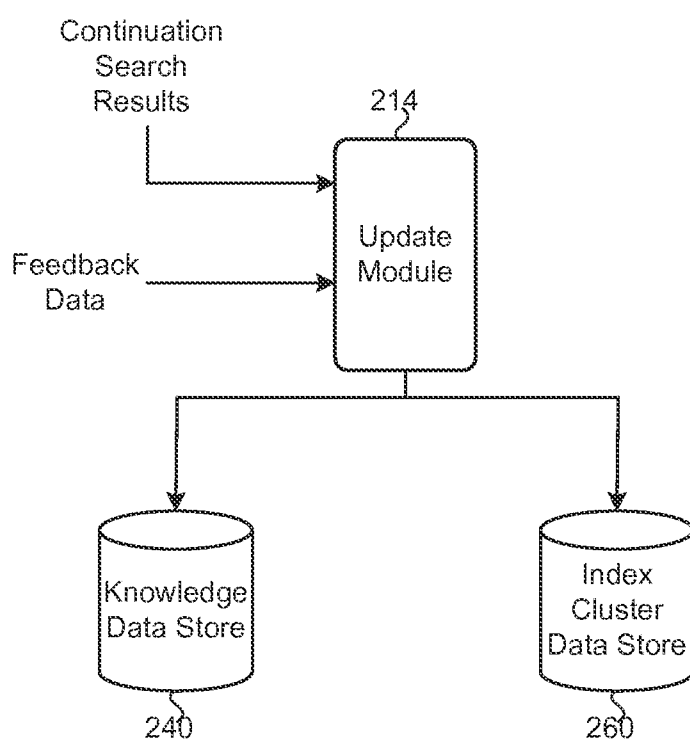 Continuation
Search
Results
214
Update
Module
Feedback
Data
Knowledge
Data Store
Index
Cluster
Data Store
240
260